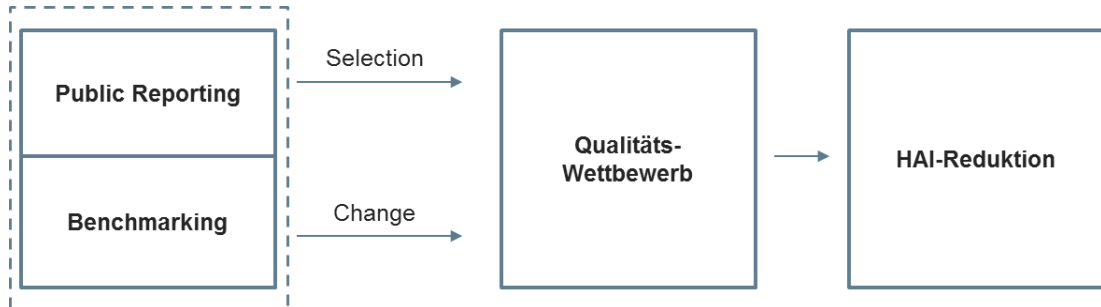 Public Reporting
Selection
Benchmarking
Change
Qualitäts-
Wettbewerb
HAI-Reduktion